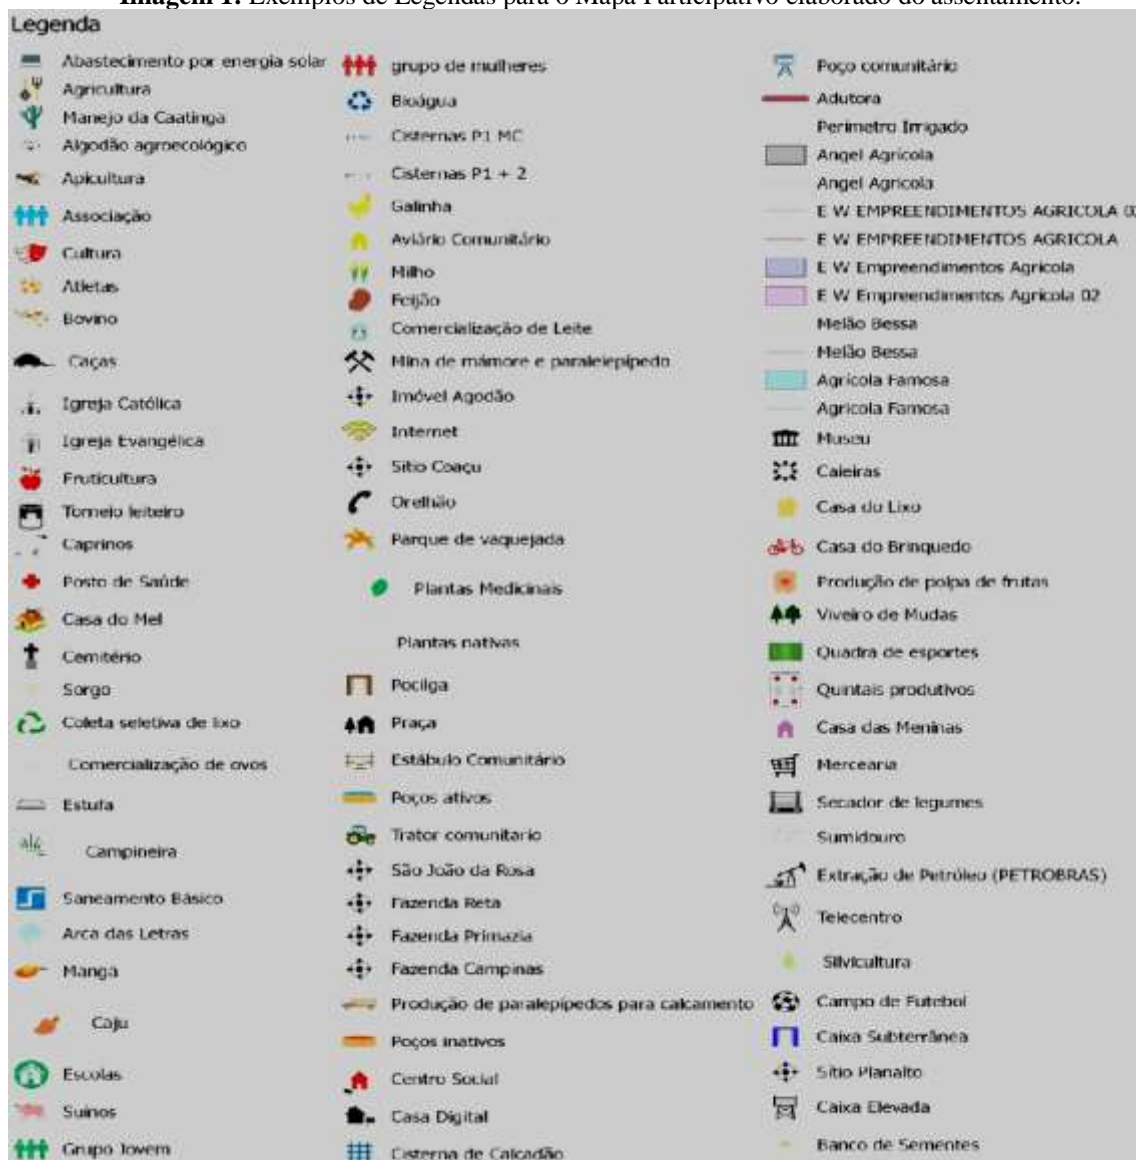 Imagem 1: Exemplos de Legendas para o Mapa Participativo elaborado do assentamento.
Legenda
Abastecimento por energia solar
Agricultura
Manejo da Caatinga
Algodão agroecológico
Apicultura
Associação
Cultura
Atletas
Bovino
Caças
Igreja Católica
Igreja Evangélica
Fruticultura
Torneio leiteiro
Caprinos
Posto de Saúde
Casa do Mel
Cemitério
Sorgo
Coleta seletiva de lixo
Comercialização de ovos
Estufa
Campineira
Saneamento Básico
Arca das Letras
Manga
Caju
Escolas
Suínos
Grupo Jovem
grupo de mulheres
Bioágua
Cisternas P1 MC
Cisternas P1 + 2
Galinha
Aviário Comunitário
Milho
Feijão
Comercialização de Leite
Mina de mámore e paralelepípedo
Imóvel Agodão
Internet
Sítio Coaçu
Orelhão
Parque de vaquejada
Plantas Medicinais
Plantas nativas
Pocilga
Praça
Estábulo Comunitário
Poços ativos
Trator comunitario
São João da Rosa
Fazenda Reta
Fazenda Primazia
Fazenda Campinas
Produção de paralepípedos para calcamento
Poços inativos
Centro Social
Casa Digital
Cisterna de Calcadão
Poço comunitário
Adutora
Perimetro Irrigado
Angel Agrícola
Angel Agricola
E W EMPREENDIMENTOS AGRICOLA 02
E W EMPREENDIMENTOS AGRICOLA
E W Empreendimentos Agrícola
E W Empreendimentos Agrícola 02
Melão Bessa
Melão Bessa
Agrícola Famosa
Agricola Famosa
Museu
Caieiras
Casa do Lixo
Casa do Brinquedo
Produção de polpa de frutas
Viveiro de Mudas
Quadra de esportes
Quintais produtivos
Casa das Meninas
Mercearia
Secador de legumes
Sumidouro
Extração de Petróleo (PETROBRAS)
Telecentro
Silvicultura
Campo de Futebol
Caixa Subterrânea
Sítio Planalto
Caixa Elevada
Banco de Sementes